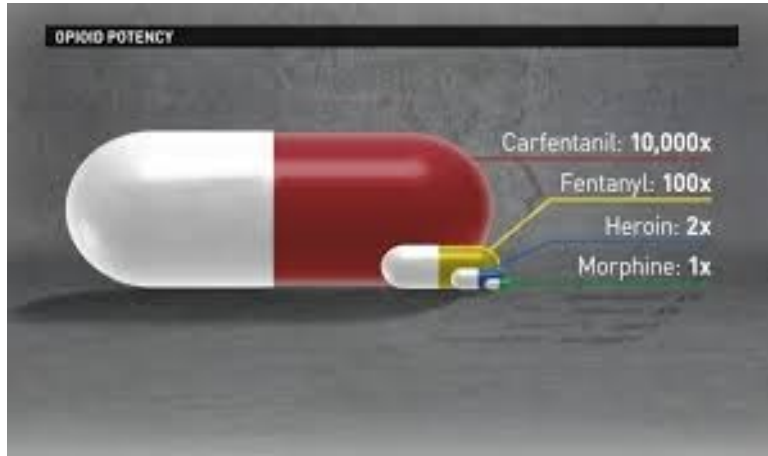 OPIOID POTENCY
Carfentanil: 10,000x
Fentanyl: 100x
Heroin: 2x
Morphine: 1x